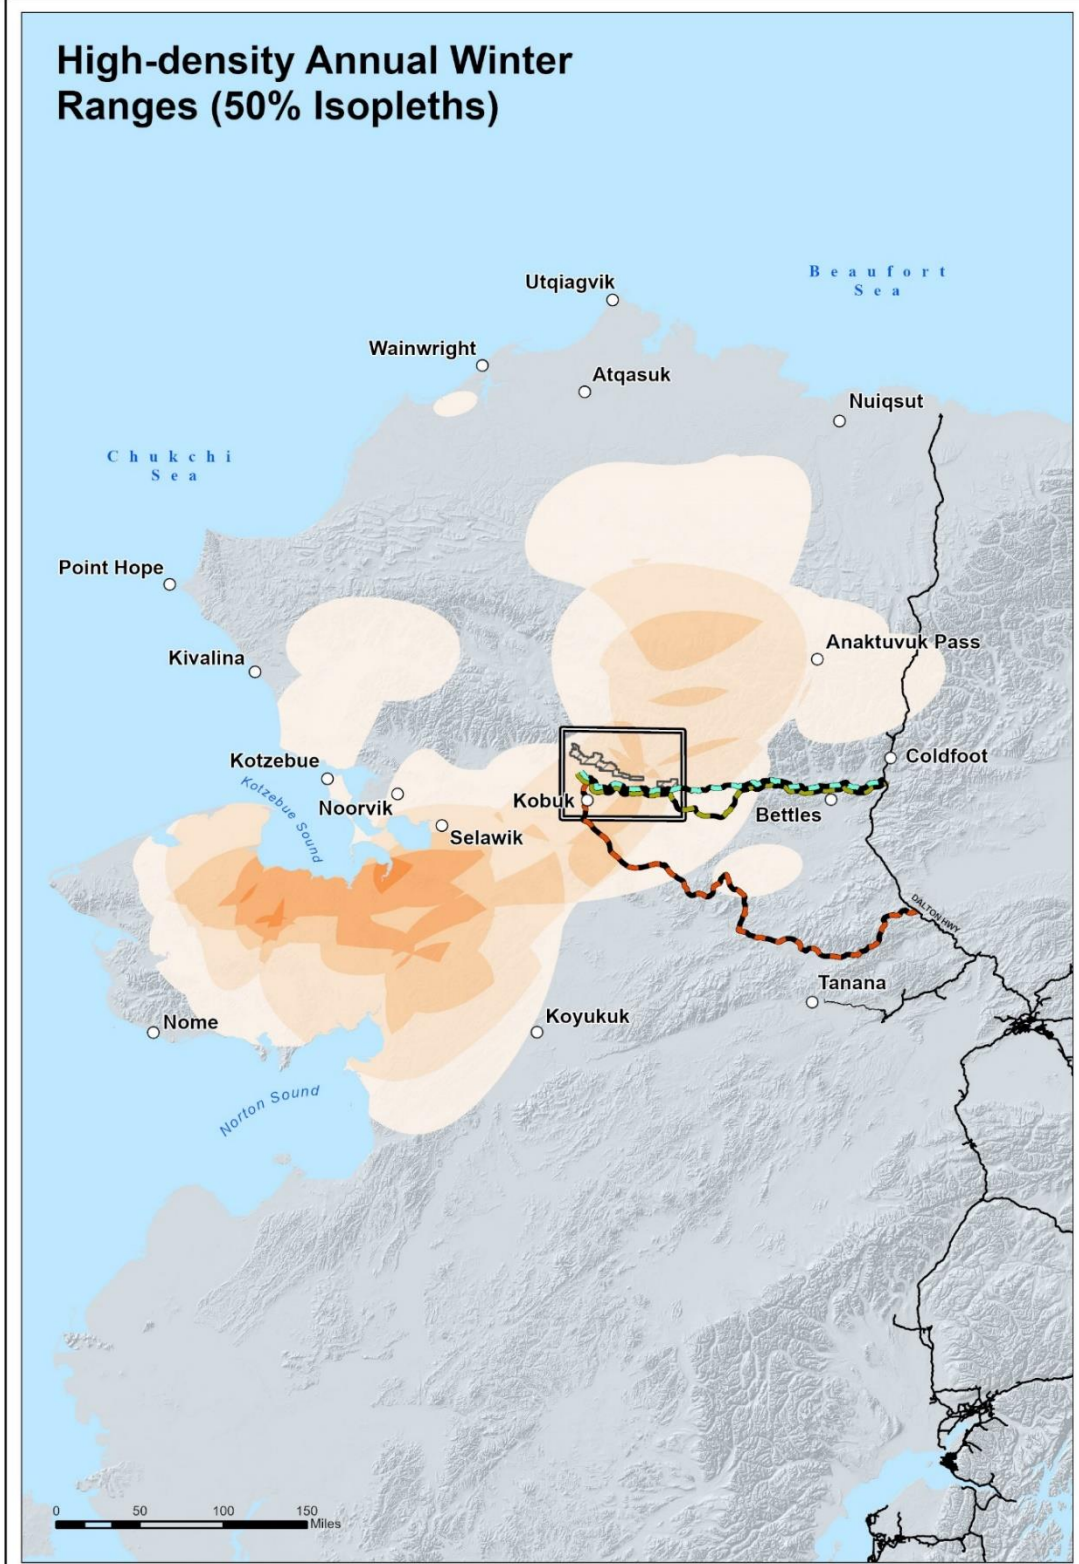 High-density Annual Winter
Ranges (50% Isopleths)
Beaufort
Sea
Utqiagvik
Wainwright
Atqasuk
Nuiqsut
Chukchi
Sea
Point Hope
Anaktuvuk Pass
Kivalina
Kotzebue
Coldfoot
Kotzebue Sound
Noorvik
Kobuk
Bettles
Selawik
DALTON HWY
Tanana
Nome
Koyukuk
Norton Sound
0 50 100 150
Miles